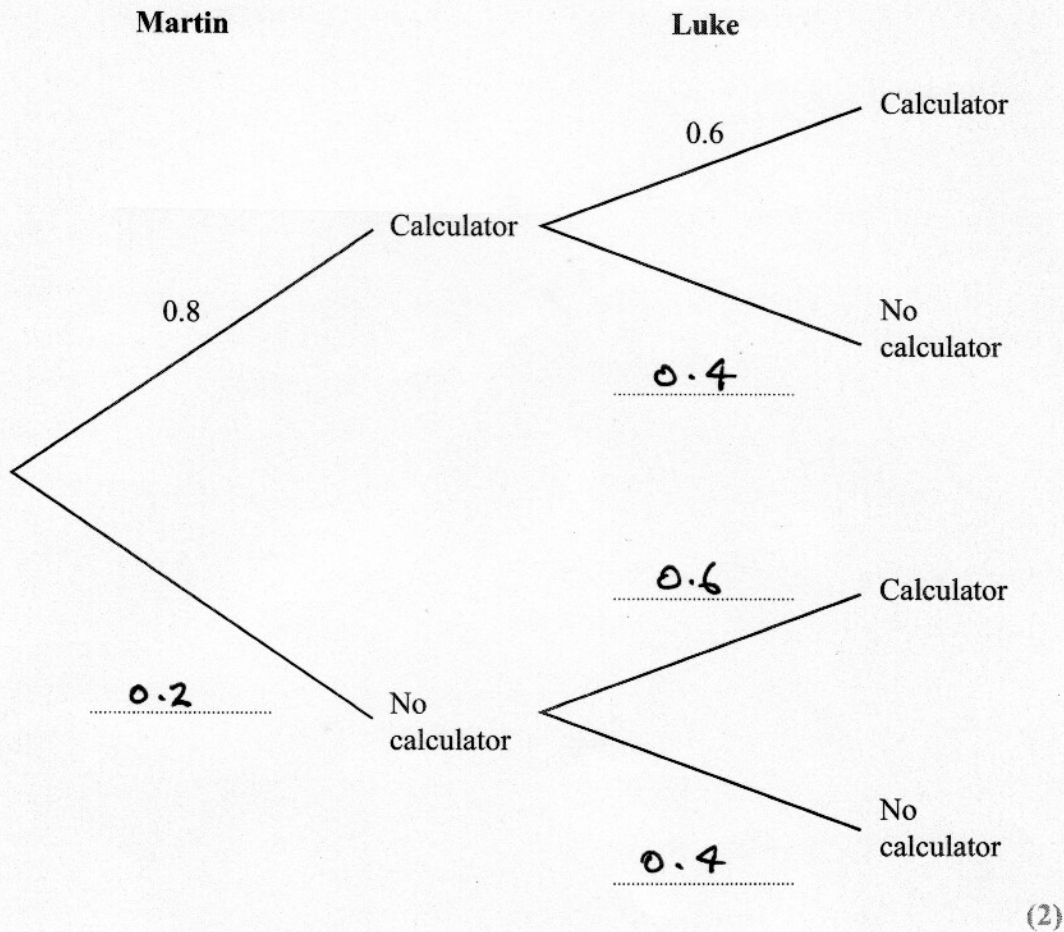 Martin
Luke
Calculator
0.6
Calculator
0.8
No
calculator
0.4
0.6
Calculator
0.2
No
calculator
No
calculator
0.4
(2)